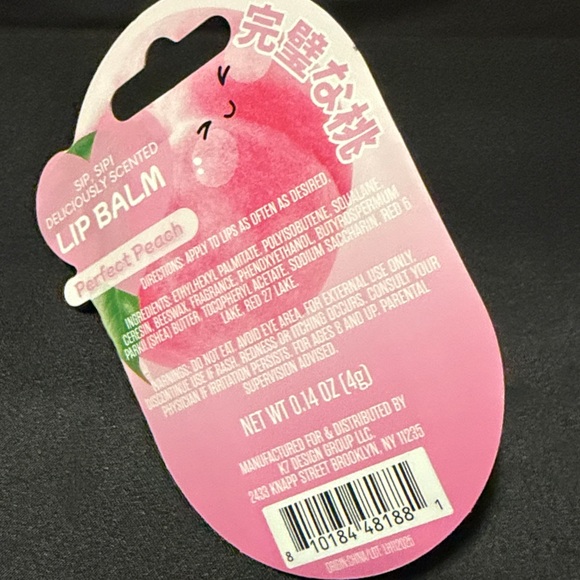 完璧な桃
SIP, SIP!
DELICIOUSLY SCENTED
LIP BALM
Perfect Peach
DIRECTIONS: APPLY TO LIPS AS OFTEN AS DESIRED.
INGREDIENTS: ETHYLHEXYL PALMITATE, POLYISOBUTENE, SQUALANE,
CERESIN, BEESWAX, FRAGRANCE, PHENOXYETHANOL, BUTYROSPERMUM
PARKII (SHEA) BUTTER, TOCOPHERYL ACETATE, SODIUM SACCHARIN, RED 6
LAKE, RED 27 LAKE.
WARNINGS: DO NOT EAT. AVOID EYE AREA. FOR EXTERNAL USE ONLY.
DISCONTINUE USE IF RASH, REDNESS OR ITCHING OCCURS. CONSULT YOUR
PHYSICIAN IF IRRITATION PERSISTS. FOR AGES 8 AND UP. PARENTAL
SUPERVISION ADVISED.
NET WT 0.14 OZ (4g)
MANUFACTURED FOR & DISTRIBUTED BY
K7 DESIGN GROUP LLC.
2433 KNAPP STREET BROOKLYN, NY 11235
8 10184 48188 1
ORIGIN-CHINA/LOT: